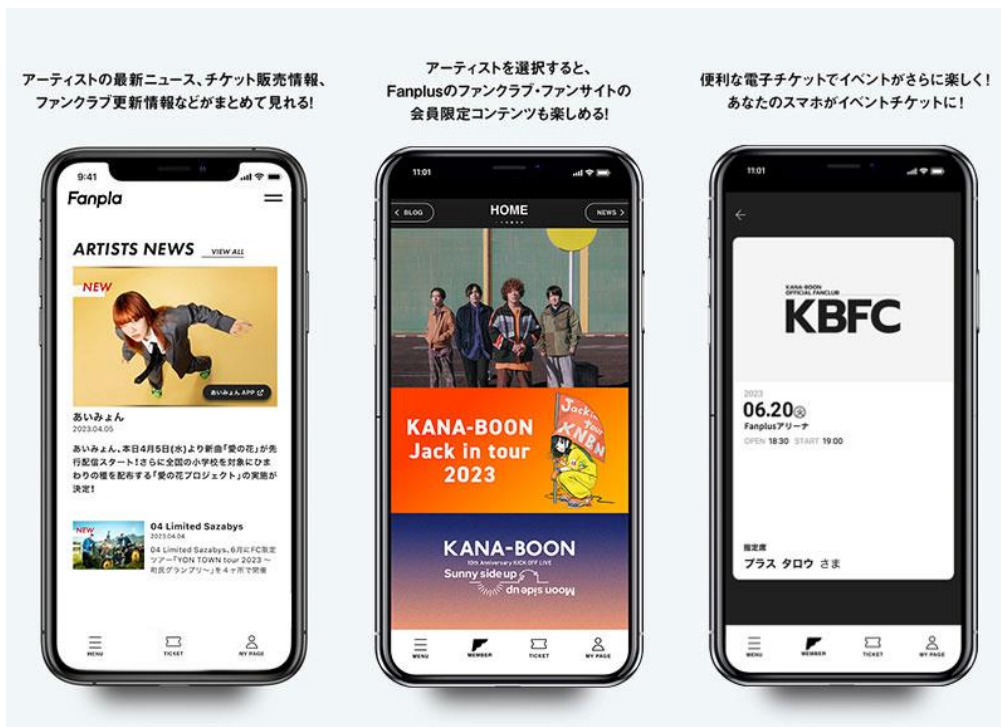 アーティストの最新ニュース、チケット販売情報、
ファンクラブ更新情報などがまとめて見れる!
9:41
Fanpla
ARTISTS NEWS VIEW ALL
NEW
あいみょん APP
あいみょん
2023.04.05
あいみょん、本日4月5日(水)より新曲「愛の花」が先
行配信スタート!さらに全国の小学校を対象にひま
わりの種を配布する「愛の花プロジェクト」の実施が
決定!
NEW
04 Limited Sazabys
2023.04.04
04 Limited Sazabys、6月にFC限定
ツアー「YON TOWN tour 2023 〜
町民グランプリ〜」を4ヶ所で開催
MENU TICKET MY PAGE
アーティストを選択すると、
Fanplusのファンクラブ・ファンサイトの
会員限定コンテンツも楽しめる!
11:01
< BLOG HOME NEWS >
KANA-BOON
Jack in tour
2023
Jack in
Tour
KNBN
KANA-BOON
10th Anniversary KICK OFF LIVE
Sunny side up
Moon side up
MENU MEMBER TICKET MY PAGE
便利な電子チケットでイベントがさらに楽しく!
あなたのスマホがイベントチケットに!
11:01
KANA-BOON
OFFICIAL FANCLUB
KBFC
2023
06.20㊋
Fanplusアリーナ
OPEN 18:30 START 19:00
指定席
プラス タロウ さま
MENU MEMBER TICKET MY PAGE